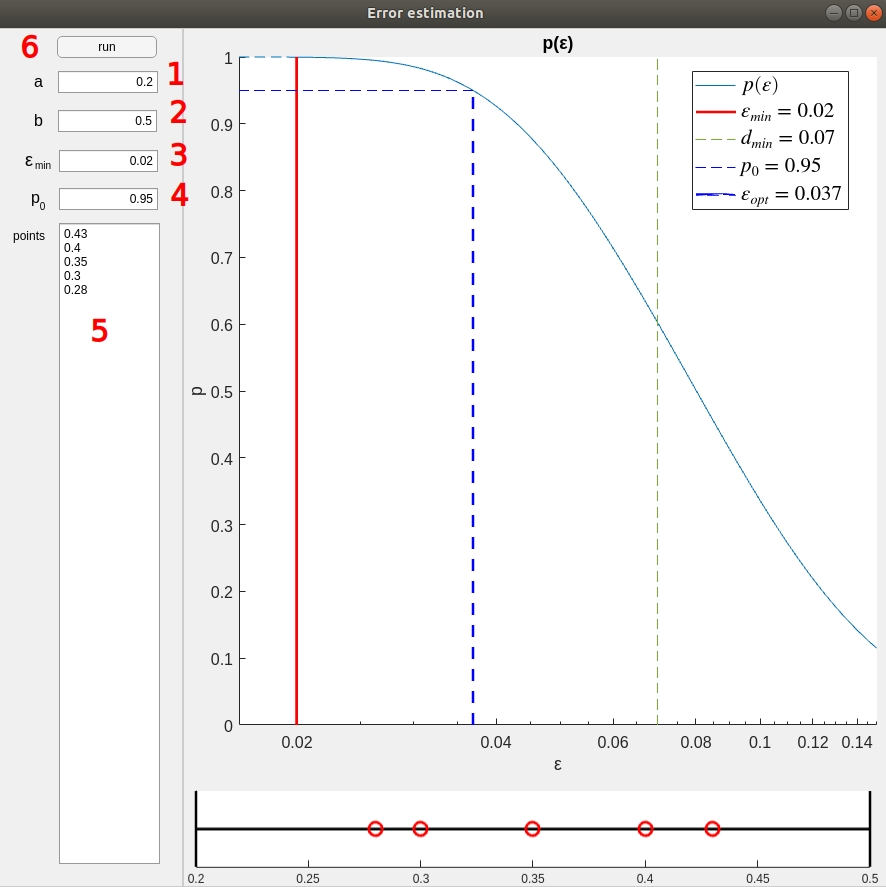 Error estimation
6 run
a 0.2 1
b 0.5 2
εmin 0.02 3
p0 0.95 4
points
0.43
0.4
0.35
0.3
0.28
5
p(ε)
p(ε)
εmin = 0.02
dmin = 0.07
p0 = 0.95
εopt = 0.037
1
0.9
0.8
0.7
0.6
0.5
0.4
0.3
0.2
0.1
0
p
0.02 0.04 0.06 0.08 0.1 0.12 0.14
ε
0.2 0.25 0.3 0.35 0.4 0.45 0.5